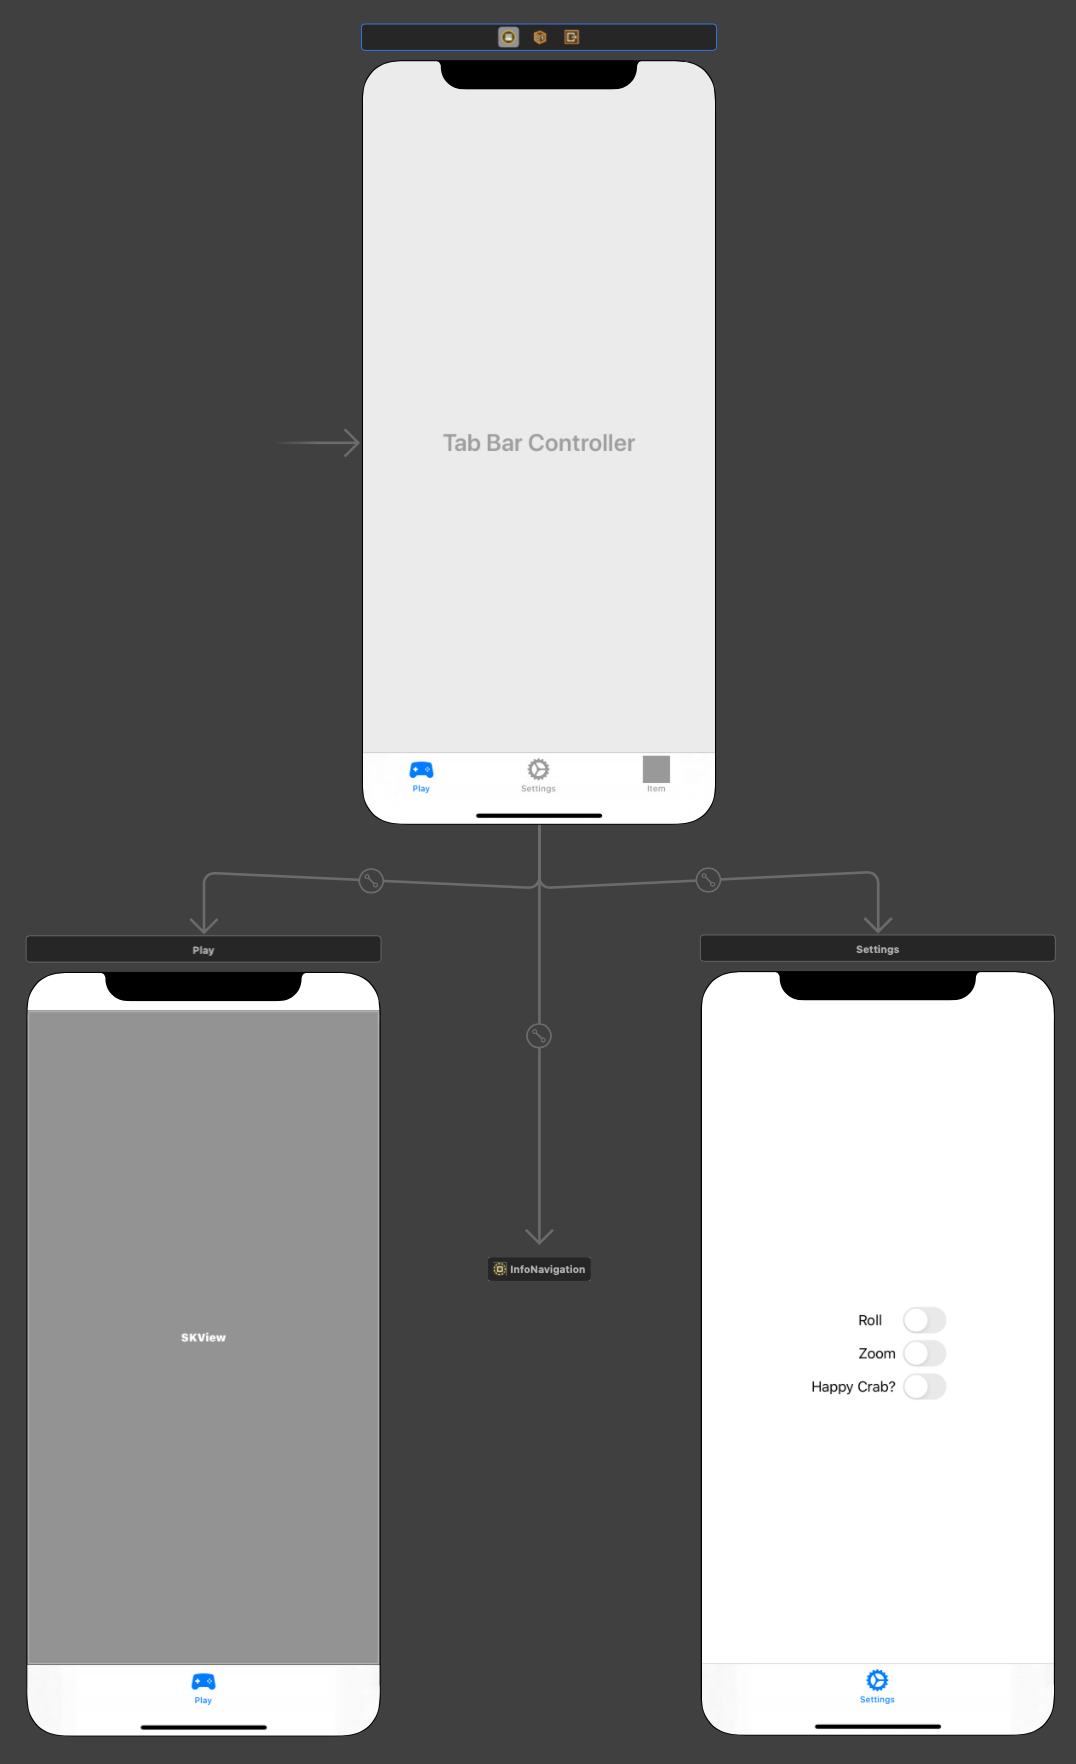 Tab Bar Controller
Play
Settings
Item
Play
Settings
SKView
InfoNavigation
Roll
Zoom
Happy Crab?
Play
Settings